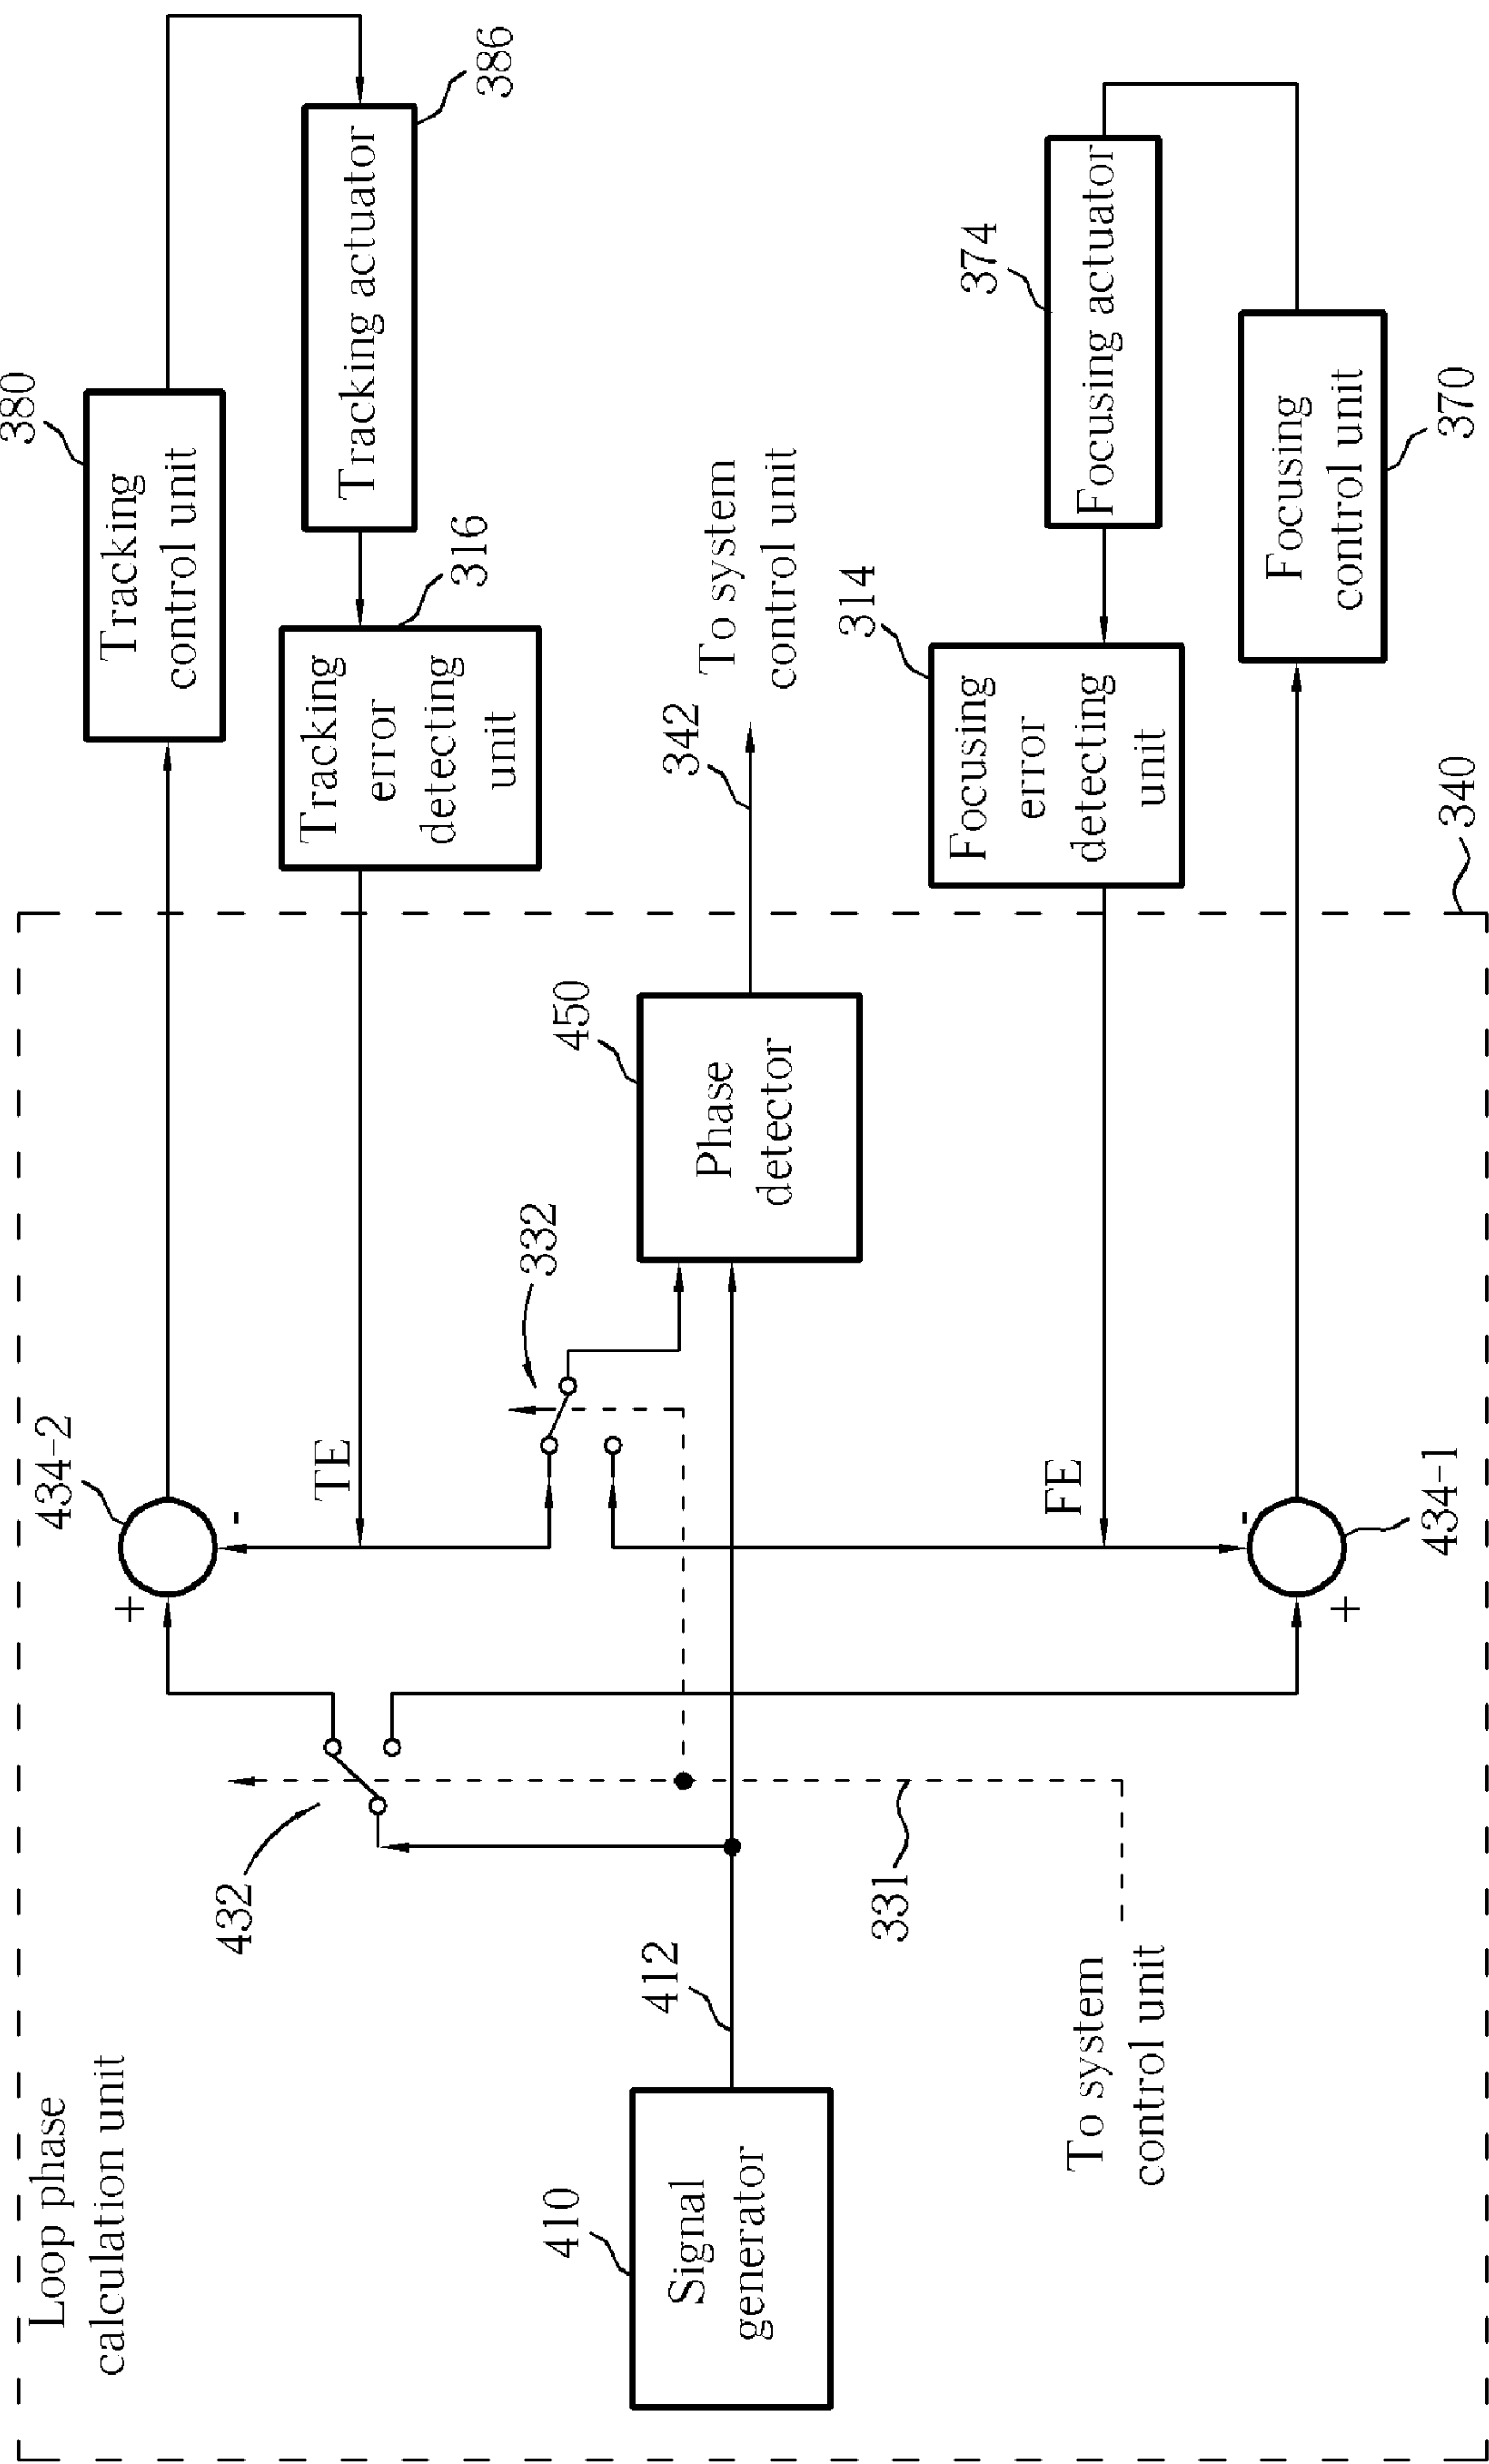 Loop phase
calculation unit
432
434-2
+
-
TE
380
Tracking
control unit
386
Tracking actuator
316
Tracking
error
detecting
unit
332
410
Signal
generator
412
450
Phase
detector
342
To system
control unit
331
To system
control unit
FE
314
Focusing
error
detecting
unit
374
Focusing actuator
-
+
434-1
370
Focusing
control unit
340